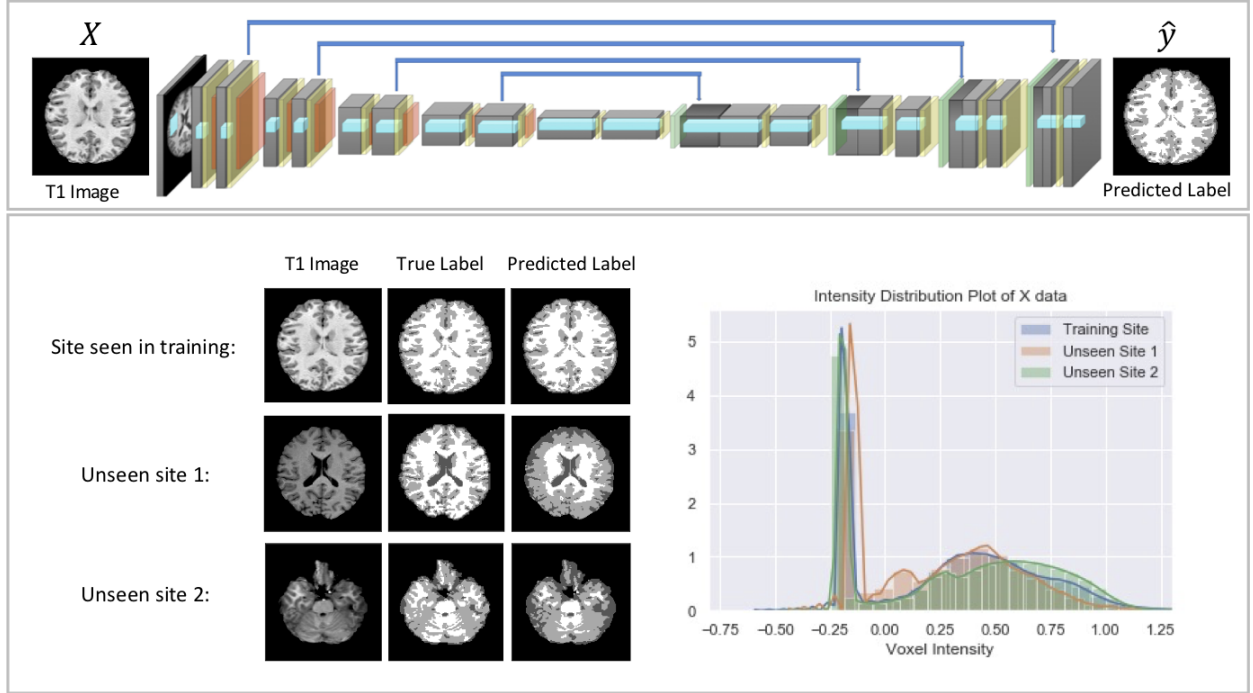 X
ŷ
T1 Image
Predicted Label
T1 Image True Label Predicted Label
Site seen in training:
Unseen site 1:
Unseen site 2:
Intensity Distribution Plot of X data
Training Site
Unseen Site 1
Unseen Site 2
5
4
3
2
1
0
−0.75 −0.50 −0.25 0.00 0.25 0.50 0.75 1.00 1.25
Voxel Intensity